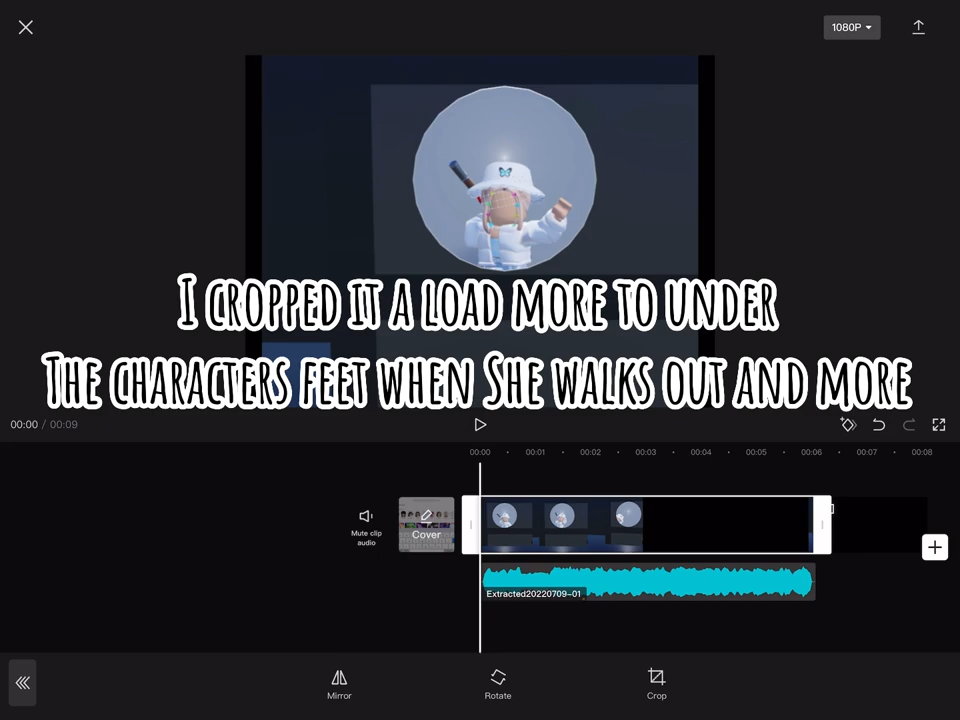 1080P
I CROPPED IT A LOAD MORE TO UNDER
THE CHARACTERS FEET WHEN SHE WALKS OUT AND MORE
00:00 / 00:09
00:00 00:01 00:02 00:03 00:04 00:05 00:06 00:07 00:08
Mute clip
audio
Cover
Extracted20220709-01
Mirror
Rotate
Crop